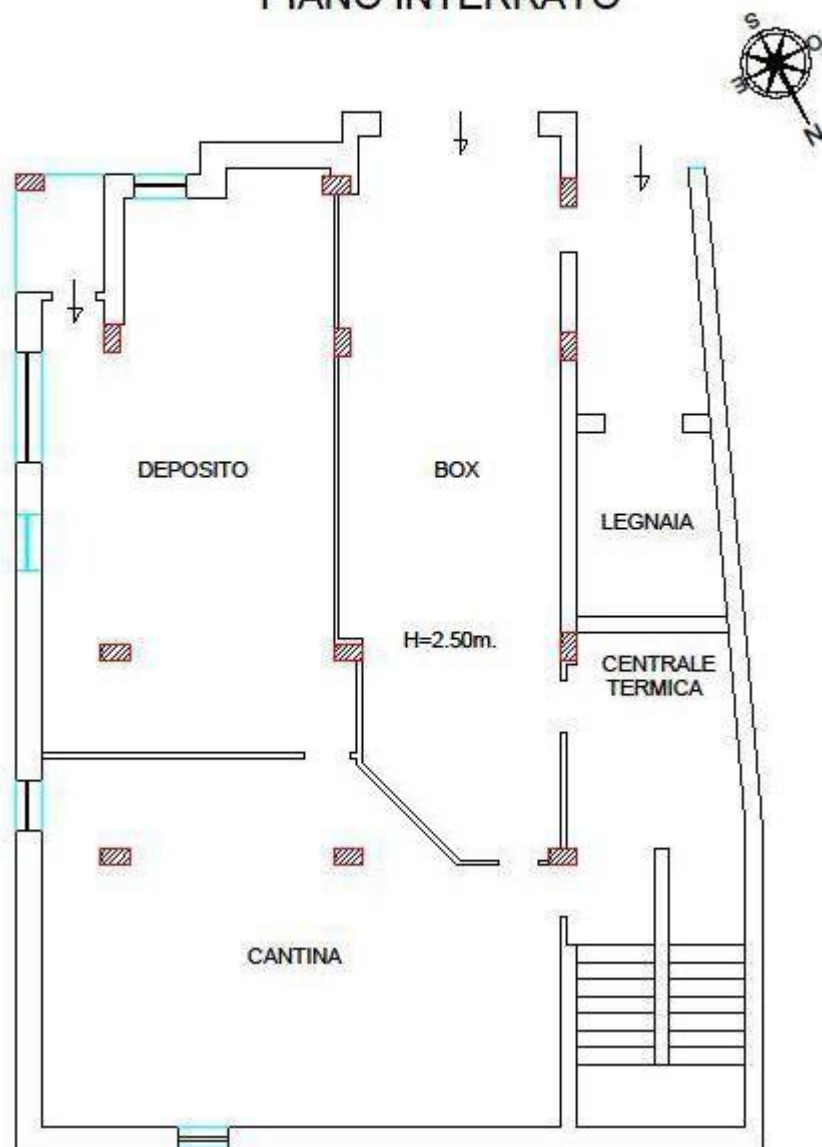 PIANO INTERRATO
S
O
E
N
DEPOSITO
BOX
LEGNAIA
H=2.50m.
CENTRALE
TERMICA
CANTINA